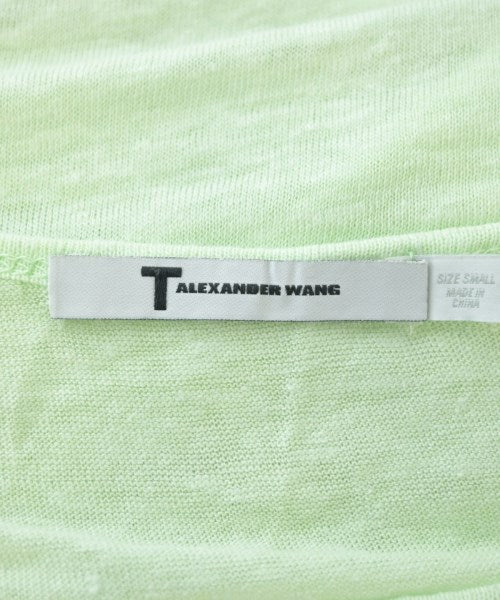 T ALEXANDER WANG
SIZE SMALL
MADE IN
CHINA